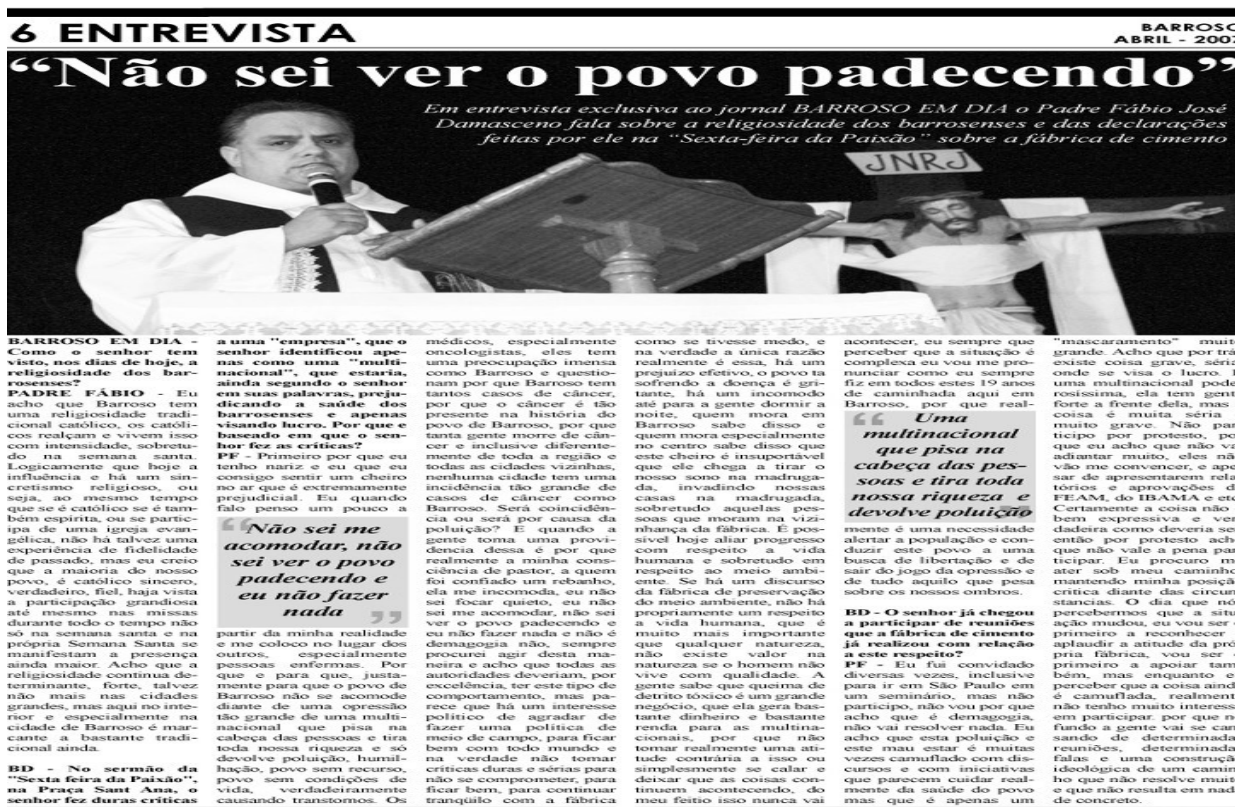 6 ENTREVISTA
BARROSO
ABRIL - 2007
“Não sei ver o povo padecendo”
Em entrevista exclusiva ao jornal BARROSO EM DIA o Padre Fábio José
Damasceno fala sobre a religiosidade dos barrosenses e das declarações
feitas por ele na “Sexta-feira da Paixão” sobre a fábrica de cimento
JNRJ
BARROSO EM DIA -
Como o senhor tem
visto, nos dias de hoje, a
religiosidade dos bar-
rosenses?
PADRE FÁBIO - Eu
acho que Barroso tem
uma religiosidade tradi-
cional católico, os católi-
cos realçam e vivem isso
com intensidade, sobretu-
do na semana santa.
Logicamente que hoje a
influência e há um sin-
cretismo religioso, ou
seja, ao mesmo tempo
que se é católico se é tam-
bém espírita, ou se partic-
ipa de uma igreja evan-
gélica, não há talvez uma
experiência de fidelidade
de passado, mas eu creio
que a maioria do nosso
povo, é católico sincero,
verdadeiro, fiel, haja vista
a participação grandiosa
até mesmo nas missas
durante todo o tempo não
só na semana santa e na
própria Semana Santa se
manifestam a presença
ainda maior. Acho que a
religiosidade continua de-
terminante, forte, talvez
não mais nas cidades
grandes, mas aqui no inte-
rior e especialmente na
cidade de Barroso é mar-
cante a bastante tradi-
cional ainda.
BD - No sermão da
"Sexta feira da Paixão",
na Praça Sant Ana, o
senhor fez duras críticas
a uma "empresa", que o
senhor identificou ape-
nas como uma "multi-
nacional", que estaria,
ainda segundo o senhor
em suas palavras, preju-
dicando a saúde dos
barrosenses e apenas
visando lucro. Por que e
baseado em que o sen-
hor fez as críticas?
PF - Primeiro por que eu
tenho nariz e eu que eu
consigo sentir um cheiro
no ar que é extremamente
prejudicial. Eu quando
falo penso um pouco a
“Não sei me
acomodar, não
sei ver o povo
padecendo e
eu não fazer
nada”
partir da minha realidade
e me coloco no lugar dos
outros, especialmente
pessoas enfermas. Por
que e para que, justa-
mente para que o povo de
Barroso não se acomode
diante de uma opressão
tão grande de uma multi-
nacional que pisa na
cabeça das pessoas e tira
toda nossa riqueza e só
devolve poluição, humil-
hação, povo sem recurso,
povo sem condições de
vida, verdadeiramente
causando transtornos. Os
médicos, especialmente
oncologistas, eles tem
uma preocupação imensa
como Barroso e questio-
nam por que Barroso tem
tantos casos de câncer,
por que o câncer é tão
presente na história do
povo de Barroso, por que
tanta gente morre de cân-
cer e inclusive diferente-
mente de toda a região e
todas as cidades vizinhas,
nenhuma cidade tem uma
incidência tão grande de
casos de câncer como
Barroso. Será coincidên-
cia ou será por causa da
poluição? E quando a
gente toma uma provi-
dencia dessa é por que
realmente a minha cons-
ciência de pastor, a quem
foi confiado um rebanho,
ela me incomoda, eu não
sei focar quieto, eu não
sei me acomodar, não sei
ver o povo padecendo e
eu não fazer nada e não é
demagogia não, sempre
procurei agir desta ma-
neira e acho que todas as
autoridades deveriam, por
excelência, ter este tipo de
comportamento, mas pa-
rece que há um interesse
político de agradar de
fazer uma política de
meio de campo, para ficar
bem com todo mundo e
na verdade não tomar
críticas duras e sérias para
não se comprometer, para
ficar bem, para continuar
tranqüilo com a fábrica
como se tivesse medo, e
na verdade a única razão
realmente é essa, há um
prejuizo efetivo, o povo ta
sofrendo a doença é gri-
tante, há um incomodo
até para a gente dormir a
noite, quem mora em
Barroso sabe disso e
quem mora especialmente
no centro sabe disso que
este cheiro é insuportável
que ele chega a tirar o
nosso sono na madruga-
da, invadindo nossas
casas na madrugada,
sobretudo aquelas pes-
soas que moram na vizi-
nhança da fábrica. É pos-
sivel hoje aliar progresso
com respeito a vida
humana e sobretudo em
respeito ao meio ambi-
ente. Se há um discurso
da fábrica de preservação
do meio ambiente, não há
propriamente um respeito
a vida humana, que é
muito mais importante
que qualquer natureza,
não existe valor na
natureza se o homem não
vive com qualidade. A
gente sabe que queima de
detrito tóxico é um grande
negócio, que ela gera bas-
tante dinheiro e bastante
renda para as multina-
cionais, por que não
tomar realmente uma ati-
tude contrária a isso ou
simplesmente se calar e
deixar que as coisas con-
tinuem acontecendo, do
meu feitio isso nunca vai
acontecer, eu sempre que
perceber que a situação é
complexa eu vou me pro-
nunciar como eu sempre
fiz em todos estes 19 anos
de caminhada aqui em
Barroso, por que real-
“Uma
multinacional
que pisa na
cabeça das pes-
soas e tira toda
nossa riqueza e
devolve poluição”
mente é uma necessidade
alertar a população e con-
duzir este povo a uma
busca de libertação e de
sair do jogo da opressão e
de tudo aquilo que pesa
sobre os nossos ombros.
BD - O senhor já chegou
a participar de reuniões
que a fábrica de cimento
já realizou com relação
a este respeito?
PF - Eu fui convidado
diversas vezes, inclusive
para ir em São Paulo em
um seminário, mas não
participo, não vou por que
acho que é demagogia,
não vai resolver nada. Eu
acho que esta poluição e
este mau estar é muitas
vezes camuflado com dis-
cursos e com iniciativas
que parecem cuidar real-
mente da saúde do povo
mas que é apenas um
"mascaramento" muito
grande. Acho que por trá
existe coisa grave, séria
onde se visa o lucro.
uma multinacional pode
rosíssima, ela tem gent
forte a frente dela, mas
coisa é muita séria
muito grave. Não par
ticipo por protesto, po
que eu acho que não va
adiantar muito, eles nã
vão me convencer, e ape
sar de apresentarem rela
tórios e aprovações d
FEAM, do IBAMA e etc
Certamente a coisa não
bem expressiva e ver
dadeira como deveria se
então por protesto ach
que não vale a pena par
ticipar. Eu procuro m
ater sob meu caminh
mantendo minha posiçã
crítica diante das circun
stancias. O dia que nó
percebermos que a situ
ação mudou, eu vou ser
primeiro a reconhecer
aplaudir a atitude da pró
pria fábrica, vou ser
primeiro a apoiar tam
bém, mas enquanto e
perceber que a coisa aind
é camuflada, realment
não tenho muito interess
em participar. por que n
fundo a gente vai se can
sando de determinada
reuniões, determinada
falas e uma construçã
ideológica de um camin
ho que não resolve muit
e que não resulta em nad
de concreto.